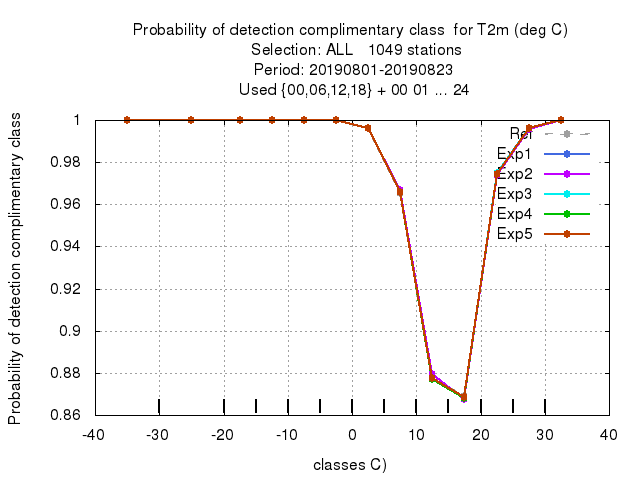 Probability of detection complimentary class  for T2m (deg C)
Selection: ALL   1049 stations
Period: 20190801-20190823
Used {00,06,12,18} + 00 01 ... 24
Probability of detection complimentary class
1
0.98
0.96
0.94
0.92
0.9
0.88
0.86
-40
-30
-20
-10
0
10
20
30
40
classes C)
Ref
Exp1
Exp2
Exp3
Exp4
Exp5